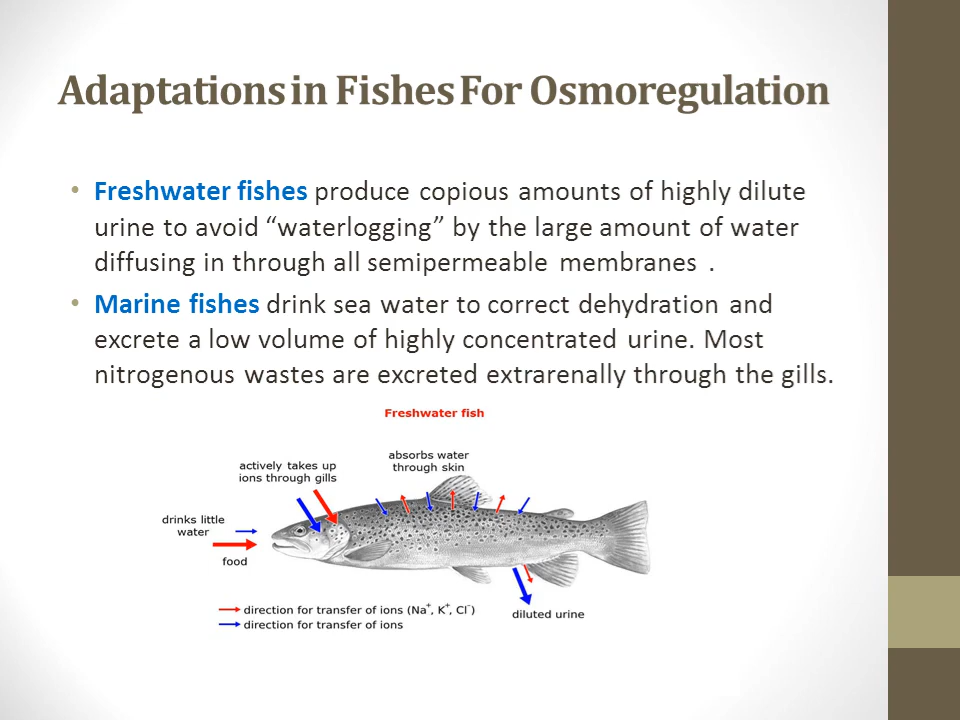 Adaptations in Fishes For Osmoregulation
• Freshwater fishes produce copious amounts of highly dilute
urine to avoid “waterlogging” by the large amount of water
diffusing in through all semipermeable membranes .
• Marine fishes drink sea water to correct dehydration and
excrete a low volume of highly concentrated urine. Most
nitrogenous wastes are excreted extrarenally through the gills.
Freshwater fish
absorbs water
through skin
actively takes up
ions through gills
drinks little
water
food
direction for transfer of ions (Na⁺, K⁺, Cl⁻)
direction for transfer of ions
diluted urine